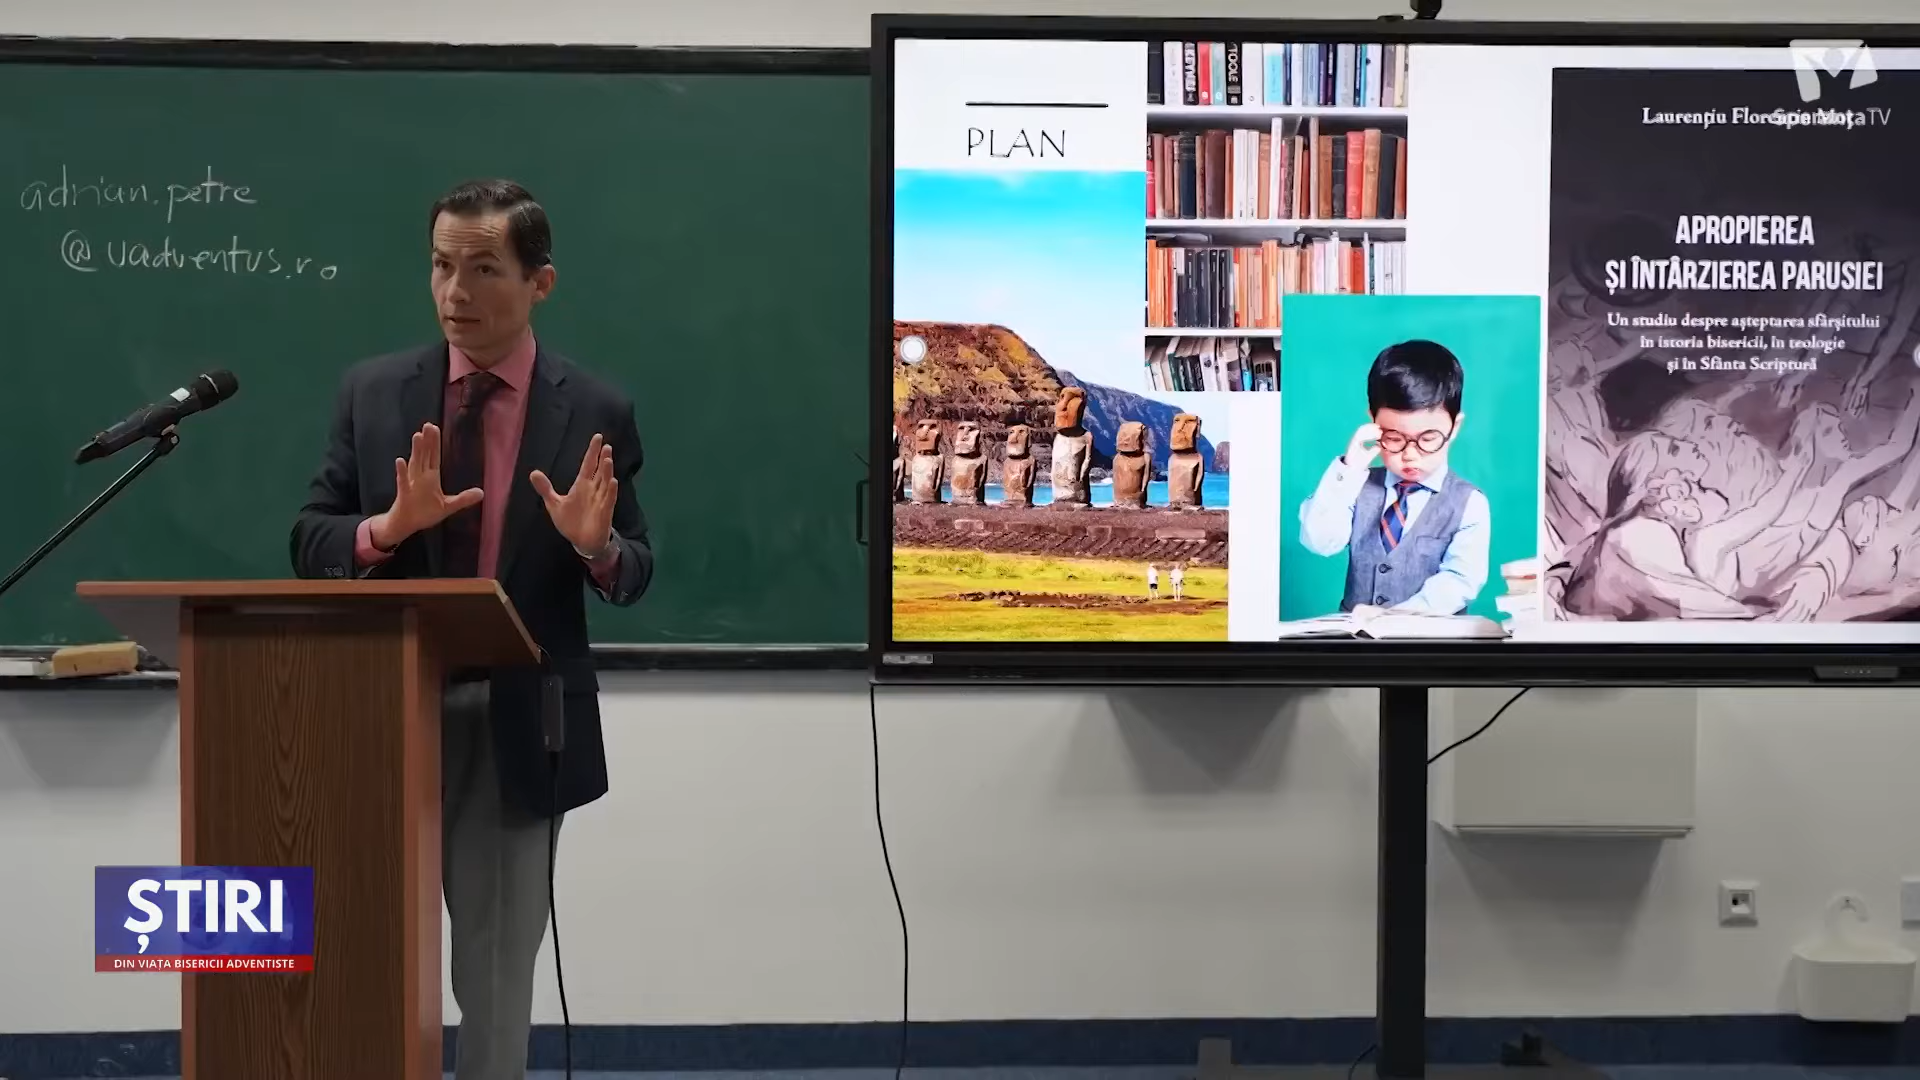 adrian.petre
@uadventus.ro
PLAN
TOOLE
Laurențiu Florentin Moț
Speranța TV
APROPIEREA
ȘI ÎNTÂRZIEREA PARUSIEI
Un studiu despre așteptarea sfârșitului
în istoria bisericii, în teologie
și în Sfânta Scriptură
ȘTIRI
DIN VIAȚA BISERICII ADVENTISTE